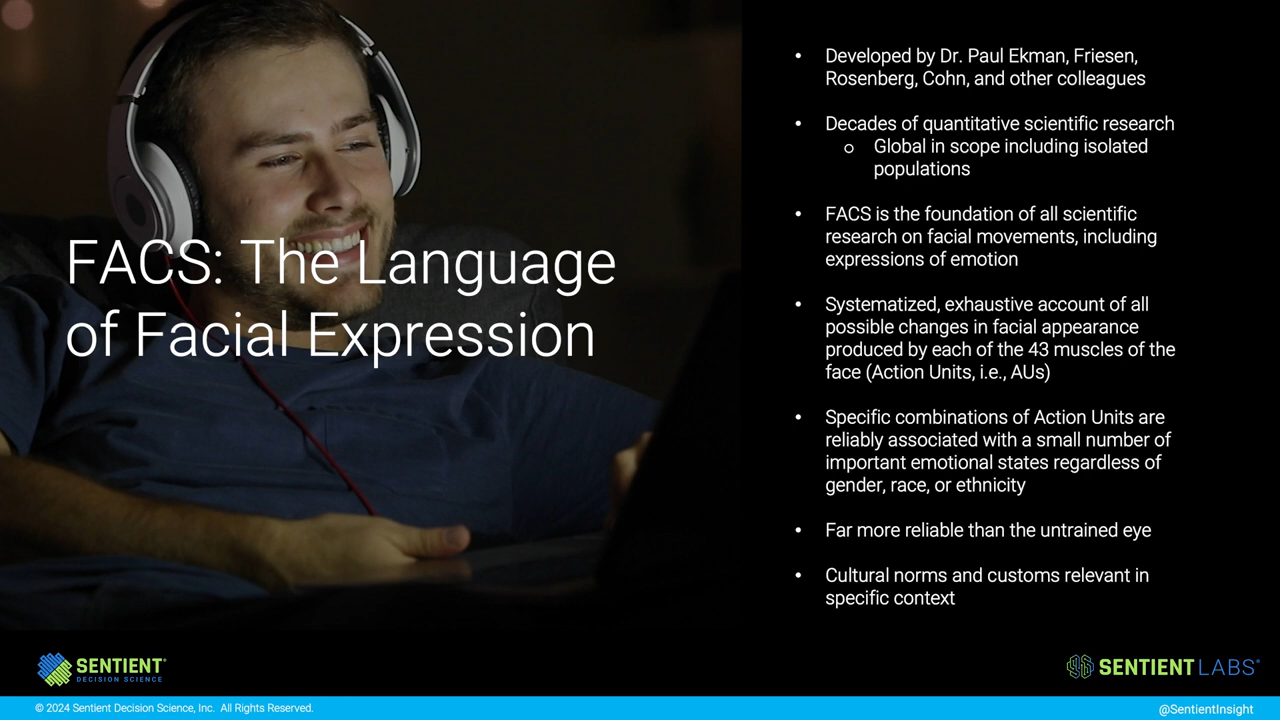 FACS: The Language
of Facial Expression
• Developed by Dr. Paul Ekman, Friesen,
Rosenberg, Cohn, and other colleagues
• Decades of quantitative scientific research
o Global in scope including isolated
populations
• FACS is the foundation of all scientific
research on facial movements, including
expressions of emotion
• Systematized, exhaustive account of all
possible changes in facial appearance
produced by each of the 43 muscles of the
face (Action Units, i.e., AUs)
• Specific combinations of Action Units are
reliably associated with a small number of
important emotional states regardless of
gender, race, or ethnicity
• Far more reliable than the untrained eye
• Cultural norms and customs relevant in
specific context
SENTIENT®
DECISION SCIENCE
SENTIENT LABS®
© 2024 Sentient Decision Science, Inc. All Rights Reserved.
@SentientInsight